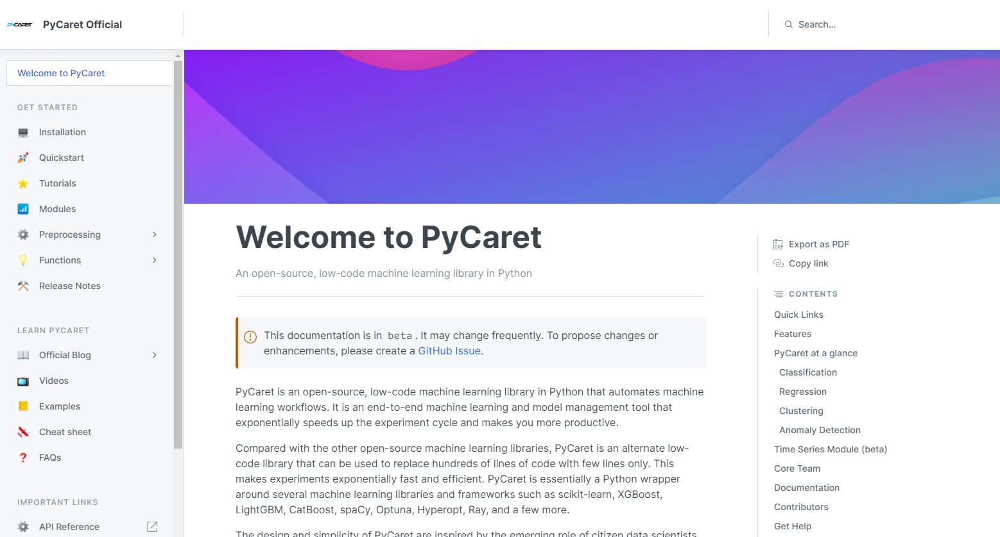 PYCARET
PyCaret Official
Search...
Welcome to PyCaret
GET STARTED
Installation
Quickstart
Tutorials
Modules
Preprocessing
Functions
Release Notes
LEARN PYCARET
Official Blog
Videos
Examples
Cheat sheet
FAQs
IMPORTANT LINKS
API Reference
Welcome to PyCaret
An open-source, low-code machine learning library in Python
This documentation is in beta. It may change frequently. To propose changes or
enhancements, please create a GitHub Issue.
PyCaret is an open-source, low-code machine learning library in Python that automates machine
learning workflows. It is an end-to-end machine learning and model management tool that
exponentially speeds up the experiment cycle and makes you more productive.
Compared with the other open-source machine learning libraries, PyCaret is an alternate low-
code library that can be used to replace hundreds of lines of code with few lines only. This
makes experiments exponentially fast and efficient. PyCaret is essentially a Python wrapper
around several machine learning libraries and frameworks such as scikit-learn, XGBoost,
LightGBM, CatBoost, spaCy, Optuna, Hyperopt, Ray, and a few more.
The design and simplicity of PyCaret are inspired by the emerging role of citizen data scientists
Export as PDF
Copy link
CONTENTS
Quick Links
Features
PyCaret at a glance
Classification
Regression
Clustering
Anomaly Detection
Time Series Module (beta)
Core Team
Documentation
Contributors
Get Help